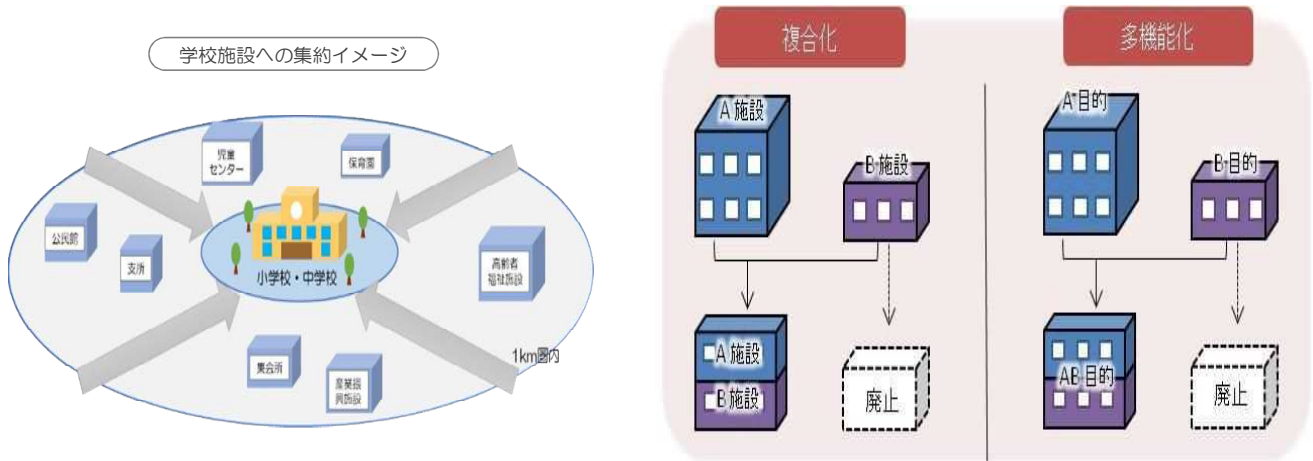 学校施設への集約イメージ
児童
センター
保育園
公民館
支所
小学校・中学校
高齢者
福祉施設
集会所
産業振
興施設
1km圏内
複合化
A 施設
B 施設
A 施設
B 施設
廃止
多機能化
A 目的
B 目的
AB 目的
廃止